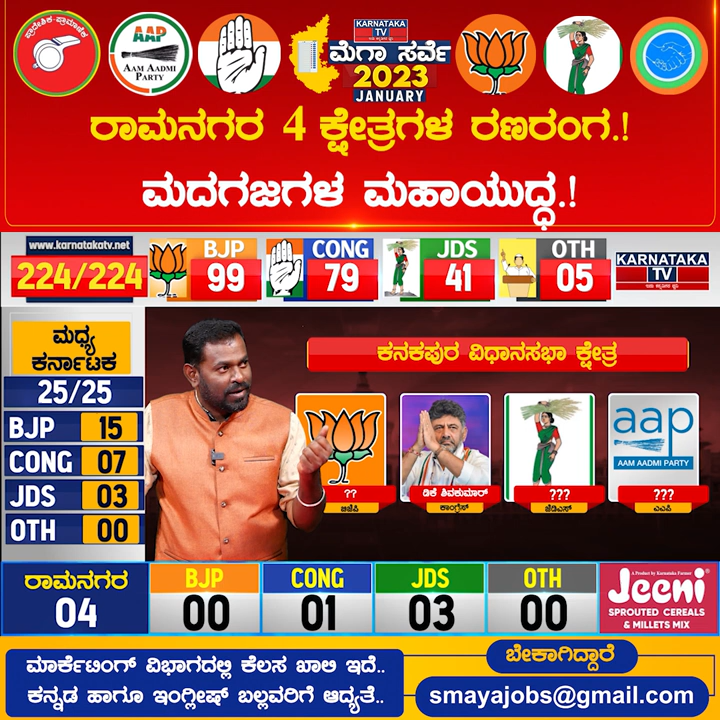 ಪ್ರಾದೇಶಿಕ-ಪ್ರಾಮಾಣಿಕ
AAP
AAM AADMI
PARTY
KARNATAKA
TV
ಮೆಗಾ ಸರ್ವೆ
2023
JANUARY
ರಾಮನಗರ 4 ಕ್ಷೇತ್ರಗಳ ರಣರಂಗ.!
ಮದಗಜಗಳ ಮಹಾಯುದ್ಧ.!
www.karnatakatv.net
224/224
BJP
99
CONG
79
JDS
41
OTH
05
KARNATAKA
TV
ಮಧ್ಯ
ಕರ್ನಾಟಕ
25/25
BJP 15
CONG 07
JDS 03
OTH 00
ಕನಕಪುರ ವಿಧಾನಸಭಾ ಕ್ಷೇತ್ರ
??
ಬಿಜೆಪಿ
ಡಿಕೆ ಶಿವಕುಮಾರ್
ಕಾಂಗ್ರೆಸ್
???
ಜೆಡಿಎಸ್
aap
AAM AADMI PARTY
???
ಎಎಪಿ
ರಾಮನಗರ
04
BJP
00
CONG
01
JDS
03
OTH
00
A Product by Karnataka Farmer
Jeeni
SPROUTED CEREALS
& MILLETS MIX
ಮಾರ್ಕೆಟಿಂಗ್ ವಿಭಾಗದಲ್ಲಿ ಕೆಲಸ ಖಾಲಿ ಇದೆ..
ಕನ್ನಡ ಹಾಗೂ ಇಂಗ್ಲೀಷ್ ಬಲ್ಲವರಿಗೆ ಆದ್ಯತೆ..
ಬೇಕಾಗಿದ್ದಾರೆ
smayajobs@gmail.com